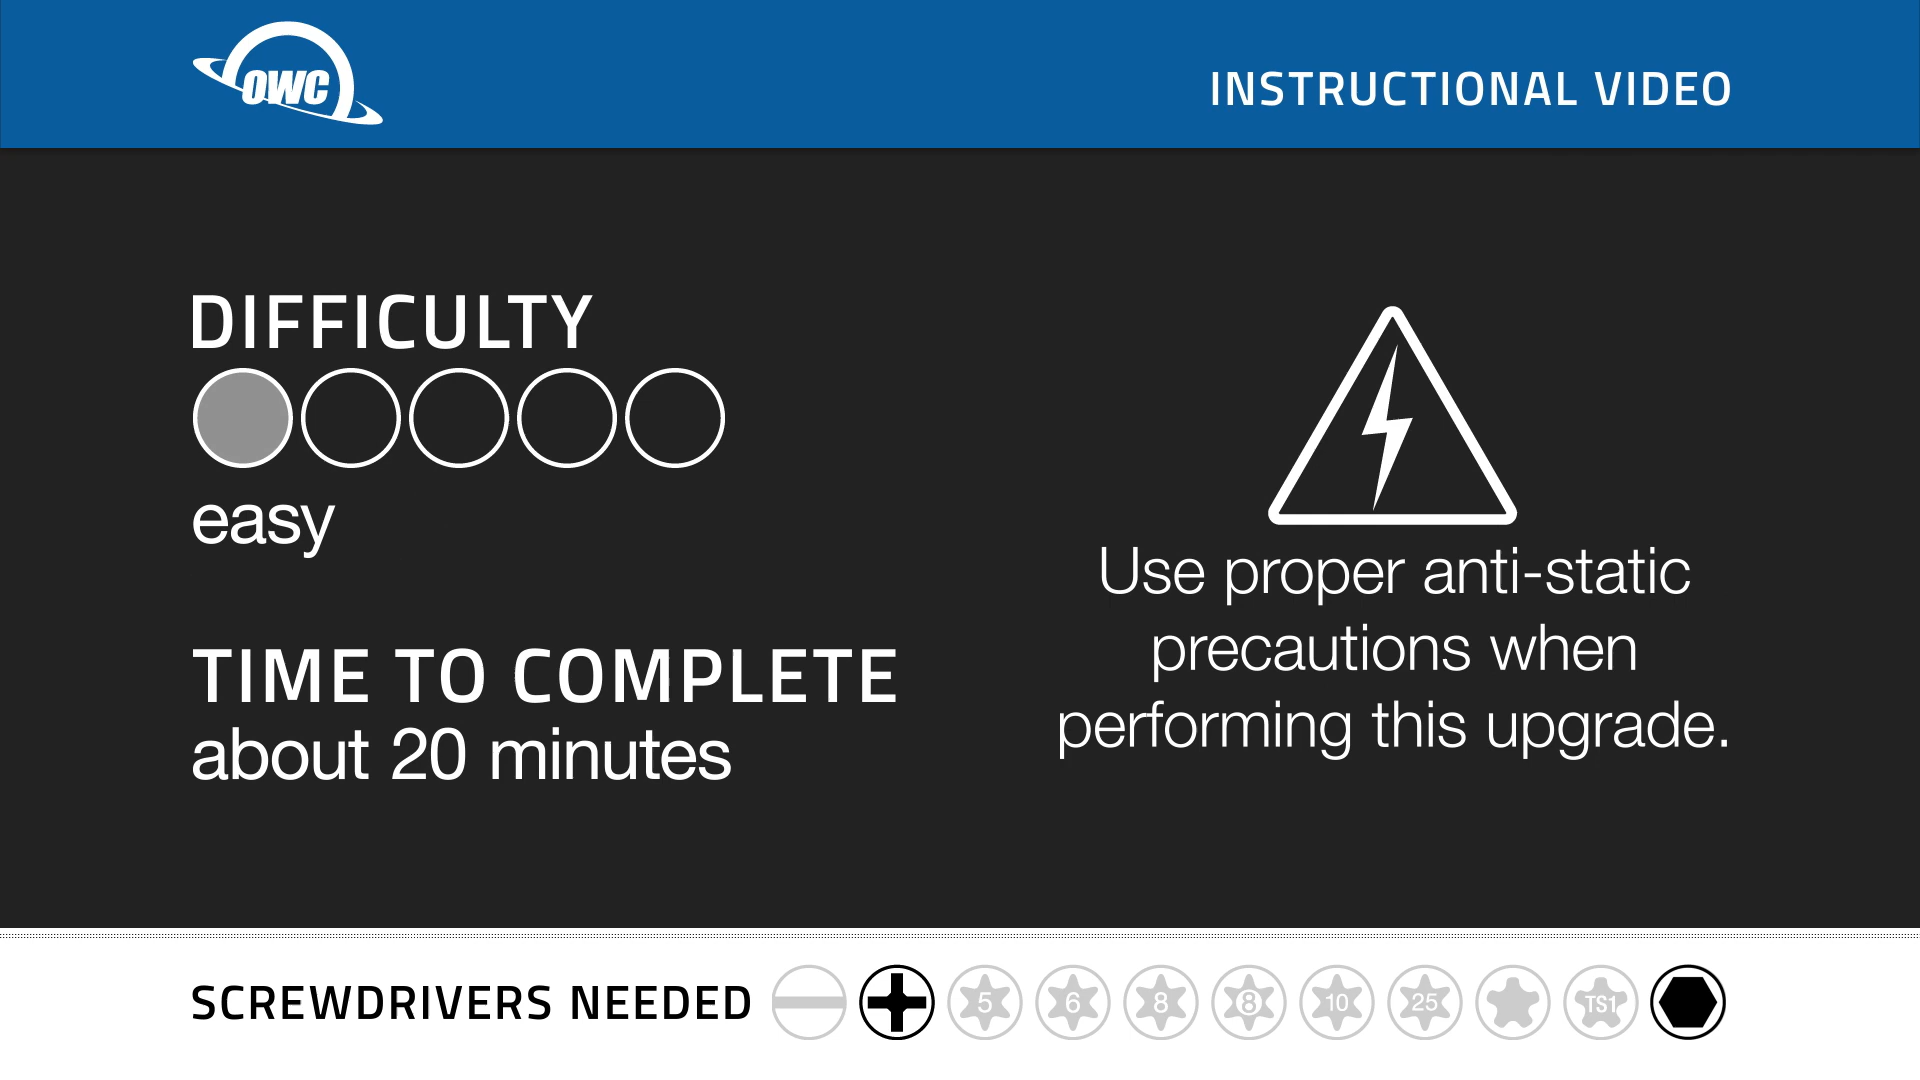 OWC
INSTRUCTIONAL VIDEO
DIFFICULTY
easy
TIME TO COMPLETE
about 20 minutes
Use proper anti-static
precautions when
performing this upgrade.
SCREWDRIVERS NEEDED 5 6 8 8 10 25 TS1